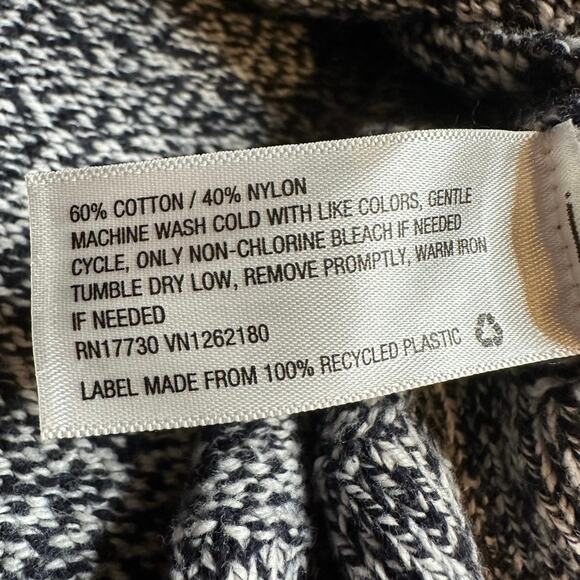 60% COTTON / 40% NYLON
MACHINE WASH COLD WITH LIKE COLORS, GENTLE
CYCLE, ONLY NON-CHLORINE BLEACH IF NEEDED
TUMBLE DRY LOW, REMOVE PROMPTLY, WARM IRON
IF NEEDED
RN17730 VN1262180
LABEL MADE FROM 100% RECYCLED PLASTIC